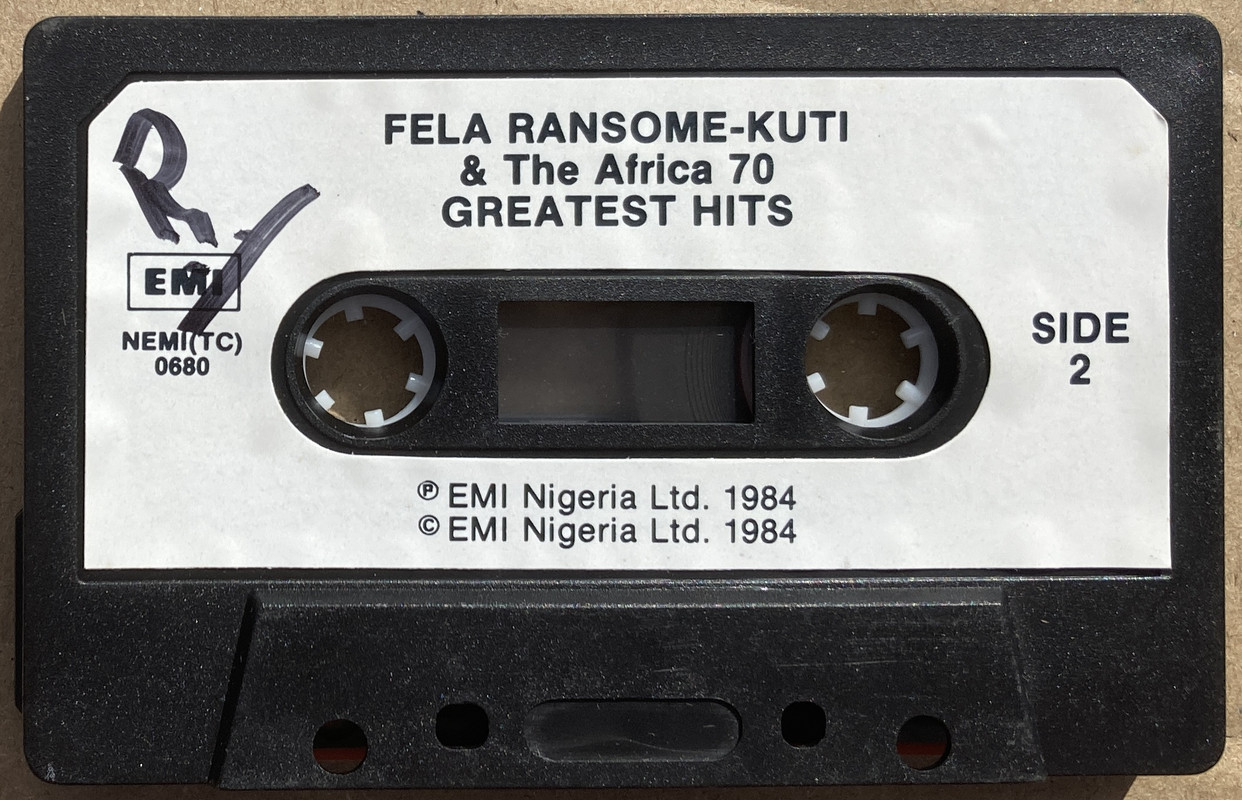 FELA RANSOME-KUTI
& The Africa 70
GREATEST HITS
R
EMI
NEMI(TC)
0680
SIDE
2
℗ EMI Nigeria Ltd. 1984
© EMI Nigeria Ltd. 1984